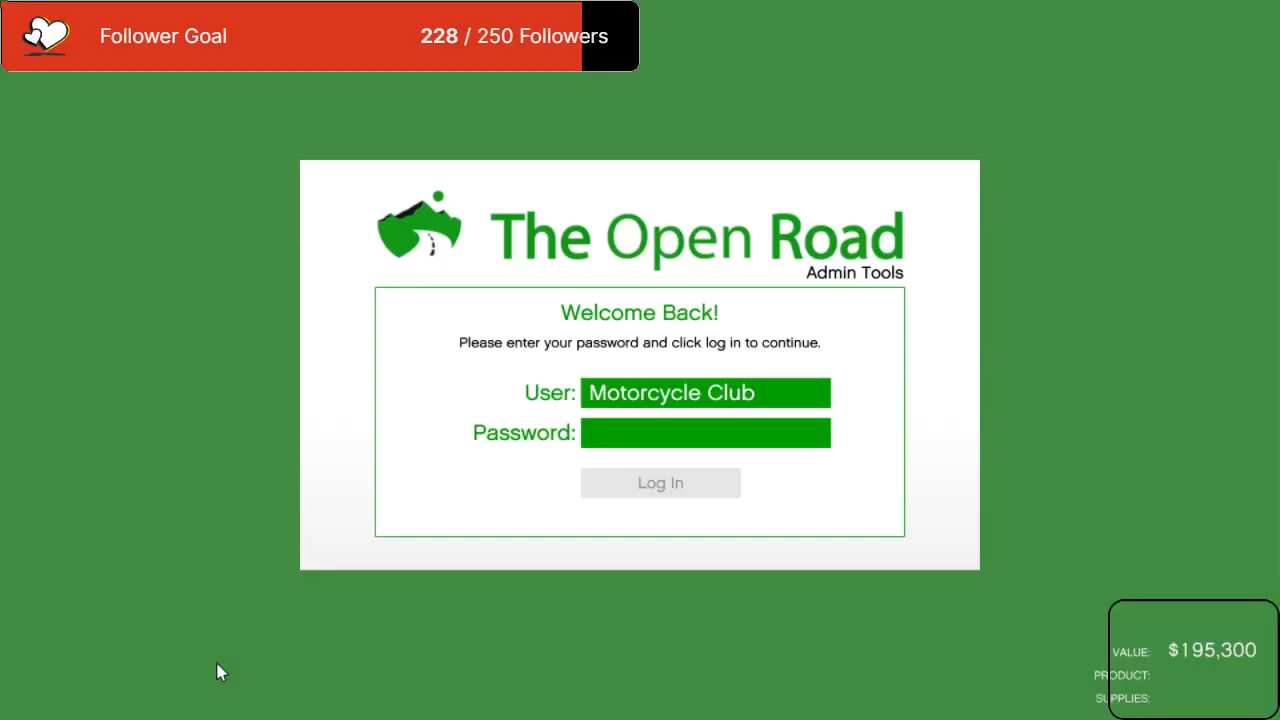 Follower Goal 228 / 250 Followers
The Open Road
Admin Tools
Welcome Back!
Please enter your password and click log in to continue.
User: Motorcycle Club
Password:
Log In
VALUE: $195,300
PRODUCT:
SUPPLIES: